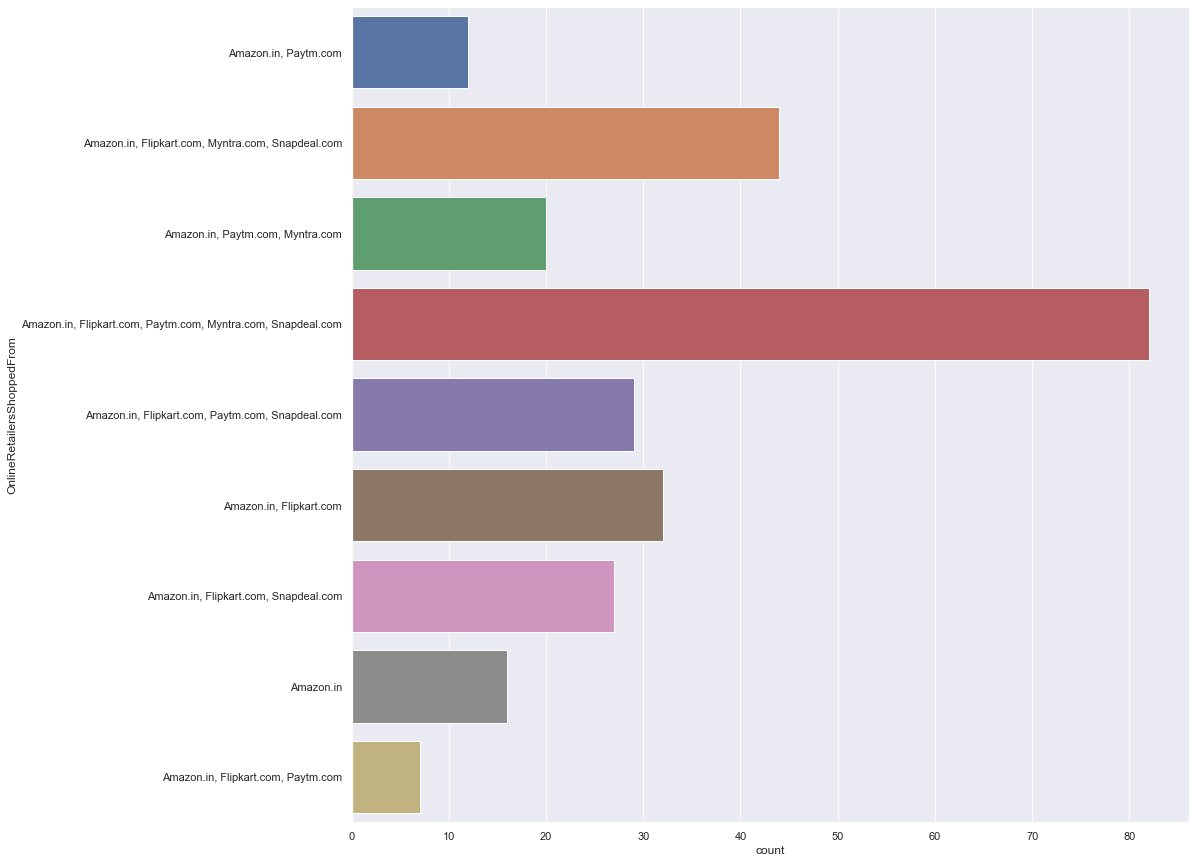 Amazon.in, Paytm.com
Amazon.in, Flipkart.com, Myntra.com, Snapdeal.com
Amazon.in, Paytm.com, Myntra.com
Amazon.in, Flipkart.com, Paytm.com, Myntra.com, Snapdeal.com
Amazon.in, Flipkart.com, Paytm.com, Snapdeal.com
Amazon.in, Flipkart.com
Amazon.in, Flipkart.com, Snapdeal.com
Amazon.in
Amazon.in, Flipkart.com, Paytm.com
OnlineRetailersShoppedFrom
0 10 20 30 40 50 60 70 80
count